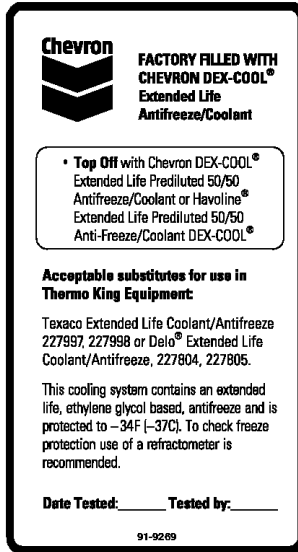 Chevron
FACTORY FILLED WITH
CHEVRON DEX-COOL®
Extended Life
Antifreeze/Coolant
• Top Off with Chevron DEX-COOL®
Extended Life Prediluted 50/50
Antifreeze/Coolant or Havoline®
Extended Life Prediluted 50/50
Anti-Freeze/Coolant DEX-COOL®
Acceptable substitutes for use in
Thermo King Equipment:
Texaco Extended Life Coolant/Antifreeze
227997, 227998 or Delo® Extended Life
Coolant/Antifreeze, 227804, 227805.
This cooling system contains an extended
life, ethylene glycol based, antifreeze and is
protected to –34F (–37C). To check freeze
protection use of a refractometer is
recommended.
Date Tested:______ Tested by:______
91-9269